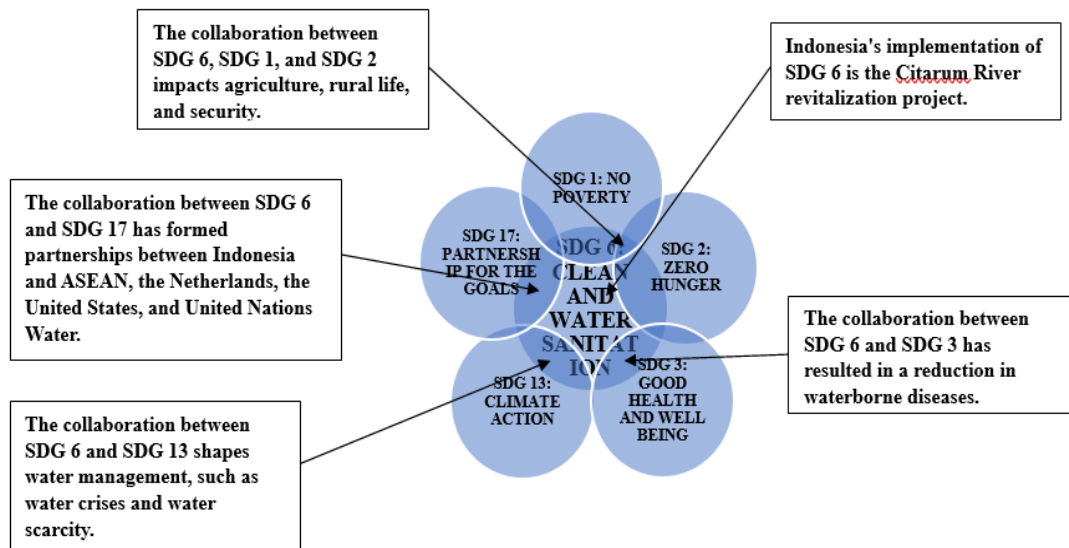 The collaboration between
SDG 6, SDG 1, and SDG 2
impacts agriculture, rural life,
and security.
Indonesia's implementation of
SDG 6 is the Citarum River
revitalization project.
The collaboration between SDG 6
and SDG 17 has formed
partnerships between Indonesia
and ASEAN, the Netherlands, the
United States, and United Nations
Water.
SDG 1: NO
POVERTY
SDG 17:
PARTNERSH
IP FOR THE
GOALS
SDG 6:
CLEAN
AND
WATER
SANITAT
ION
SDG 2:
ZERO
HUNGER
SDG 13:
CLIMATE
ACTION
SDG 3:
GOOD
HEALTH
AND WELL
BEING
The collaboration between
SDG 6 and SDG 3 has
resulted in a reduction in
waterborne diseases.
The collaboration between
SDG 6 and SDG 13 shapes
water management, such as
water crises and water
scarcity.